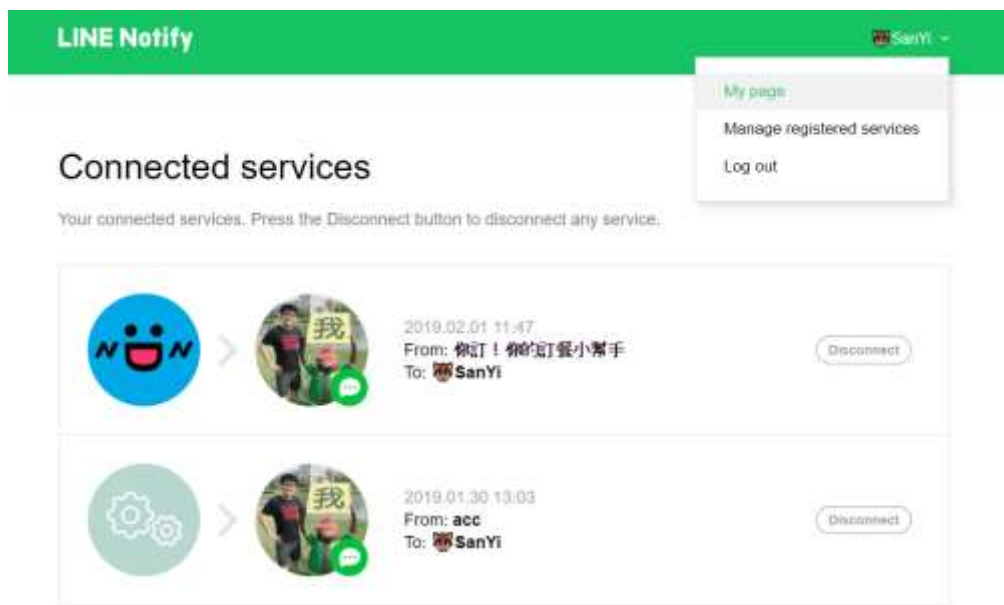 LINE Notify
SanYi
My page
Manage registered services
Log out
Connected services
Your connected services. Press the Disconnect button to disconnect any service.
我
2019.02.01 11:47
From: 你訂！你的訂餐小幫手
To: SanYi
Disconnect
我
2019.01.30 13:03
From: acc
To: SanYi
Disconnect